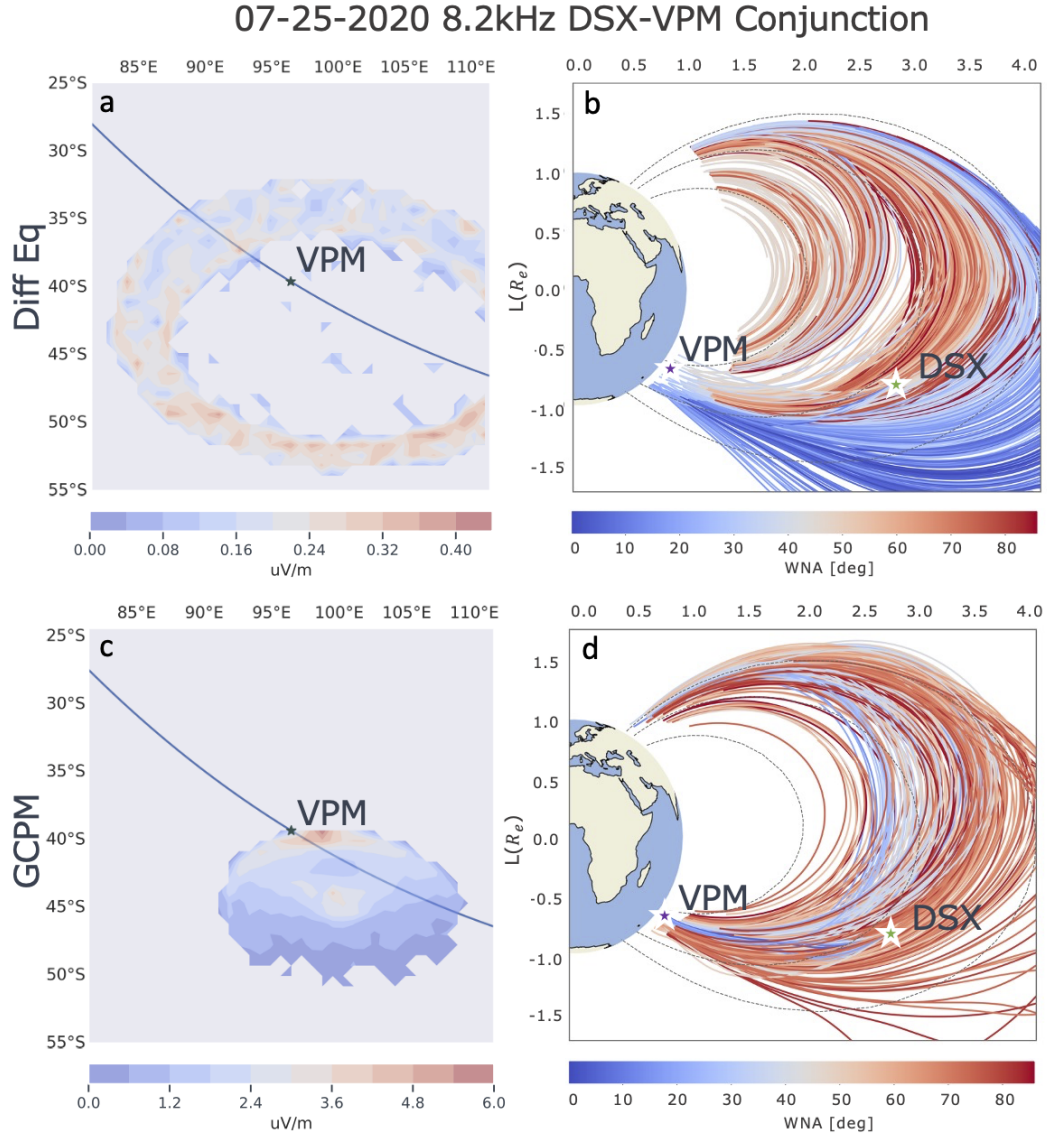 07-25-2020 8.2kHz DSX-VPM Conjunction
85°E 90°E 95°E 100°E 105°E 110°E
25°S
30°S
35°S
40°S
45°S
50°S
55°S
a
VPM
Diff Eq
0.00 0.08 0.16 0.24 0.32 0.40
uV/m
0.0 0.5 1.0 1.5 2.0 2.5 3.0 3.5 4.0
1.5
1.0
0.5
0.0
-0.5
-1.0
-1.5
L(Re)
b
VPM
DSX
0 10 20 30 40 50 60 70 80
WNA [deg]
85°E 90°E 95°E 100°E 105°E 110°E
25°S
30°S
35°S
40°S
45°S
50°S
55°S
c
VPM
GCPM
0.0 1.2 2.4 3.6 4.8 6.0
uV/m
0.0 0.5 1.0 1.5 2.0 2.5 3.0 3.5 4.0
1.5
1.0
0.5
0.0
-0.5
-1.0
-1.5
L(Re)
d
VPM
DSX
0 10 20 30 40 50 60 70 80
WNA [deg]